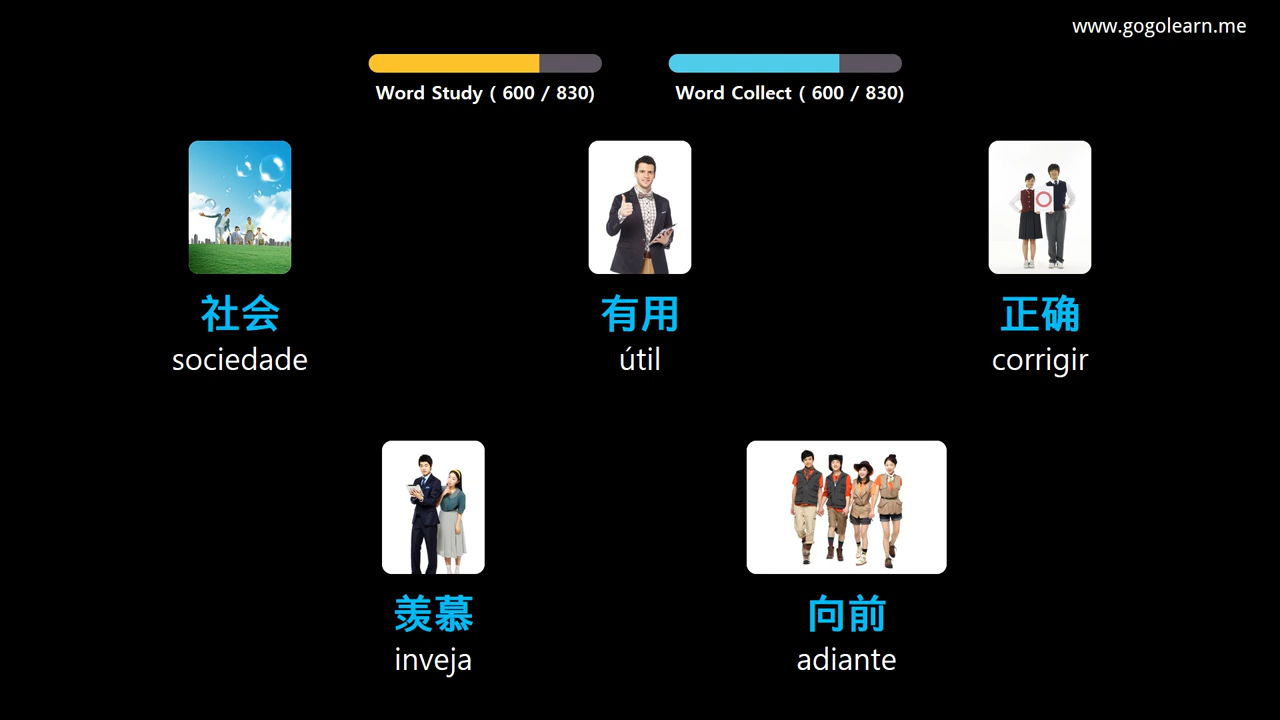 www.gogolearn.me
Word Study ( 600 / 830)
Word Collect ( 600 / 830)
社会
sociedade
有用
útil
正确
corrigir
羡慕
inveja
向前
adiante